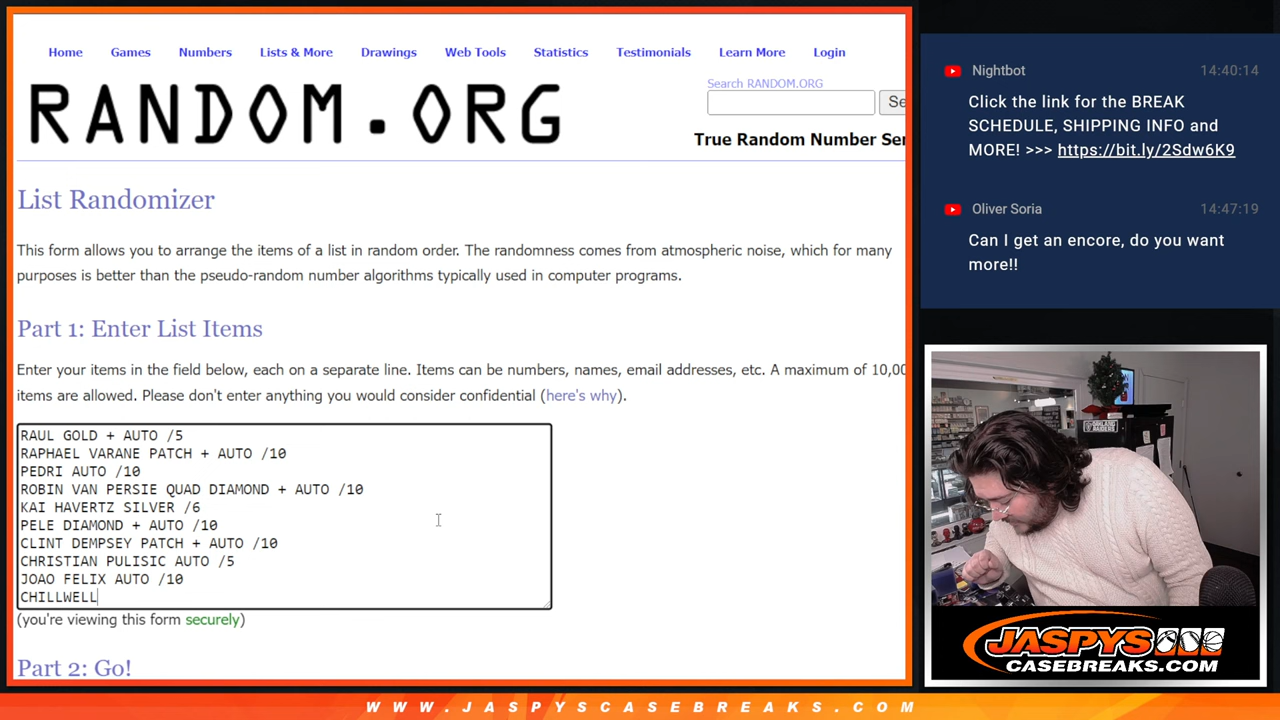 Home Games Numbers Lists & More Drawings Web Tools Statistics Testimonials Learn More Login
RANDOM.ORG
Search RANDOM.ORG
Se
True Random Number Ser
List Randomizer
This form allows you to arrange the items of a list in random order. The randomness comes from atmospheric noise, which for many
purposes is better than the pseudo-random number algorithms typically used in computer programs.
Part 1: Enter List Items
Enter your items in the field below, each on a separate line. Items can be numbers, names, email addresses, etc. A maximum of 10,00
items are allowed. Please don't enter anything you would consider confidential (here's why).
RAUL GOLD + AUTO /5
RAPHAEL VARANE PATCH + AUTO /10
PEDRI AUTO /10
ROBIN VAN PERSIE QUAD DIAMOND + AUTO /10
KAI HAVERTZ SILVER /6
PELE DIAMOND + AUTO /10
CLINT DEMPSEY PATCH + AUTO /10
CHRISTIAN PULISIC AUTO /5
JOAO FELIX AUTO /10
CHILLWELL
(you're viewing this form securely)
Part 2: Go!
Nightbot 14:40:14
Click the link for the BREAK
SCHEDULE, SHIPPING INFO and
MORE! >>> https://bit.ly/2Sdw6K9
Oliver Soria 14:47:19
Can I get an encore, do you want
more!!
JASPYS
CASEBREAKS.COM
WWW.JASPYSCASEBREAKS.COM